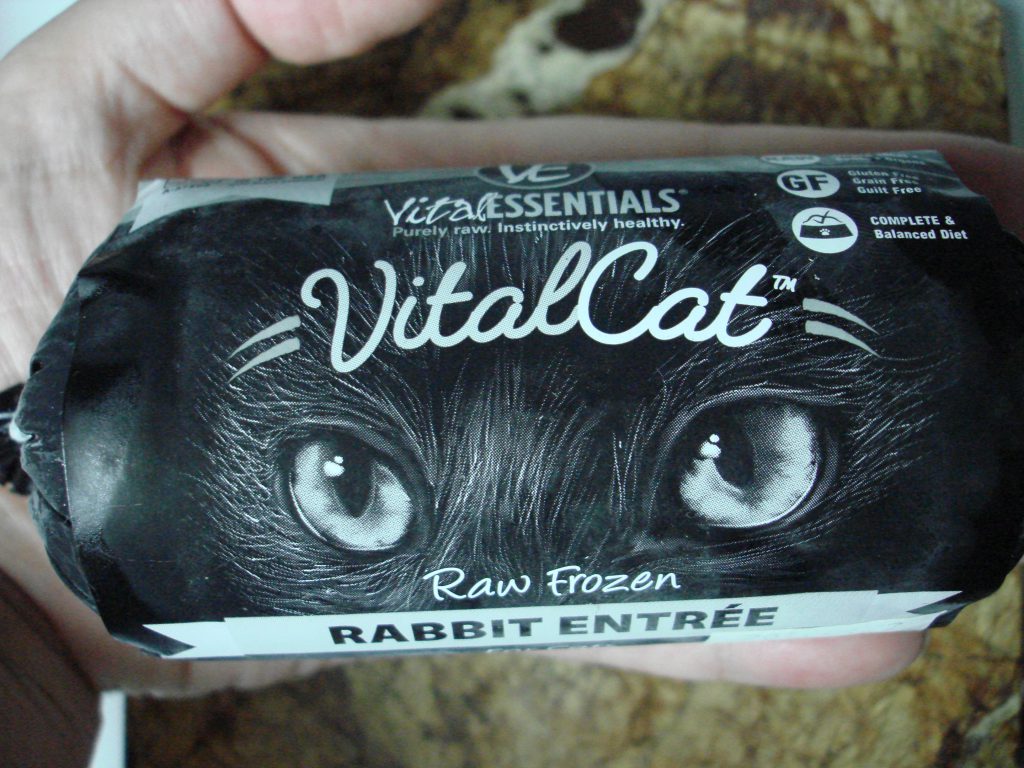 VE
VitalESSENTIALS®
Purely raw. Instinctively healthy.
VitalCat™
GF
Gluten Free
Grain Free
Guilt Free
COMPLETE &
Balanced Diet
Raw Frozen
RABBIT ENTRÉE